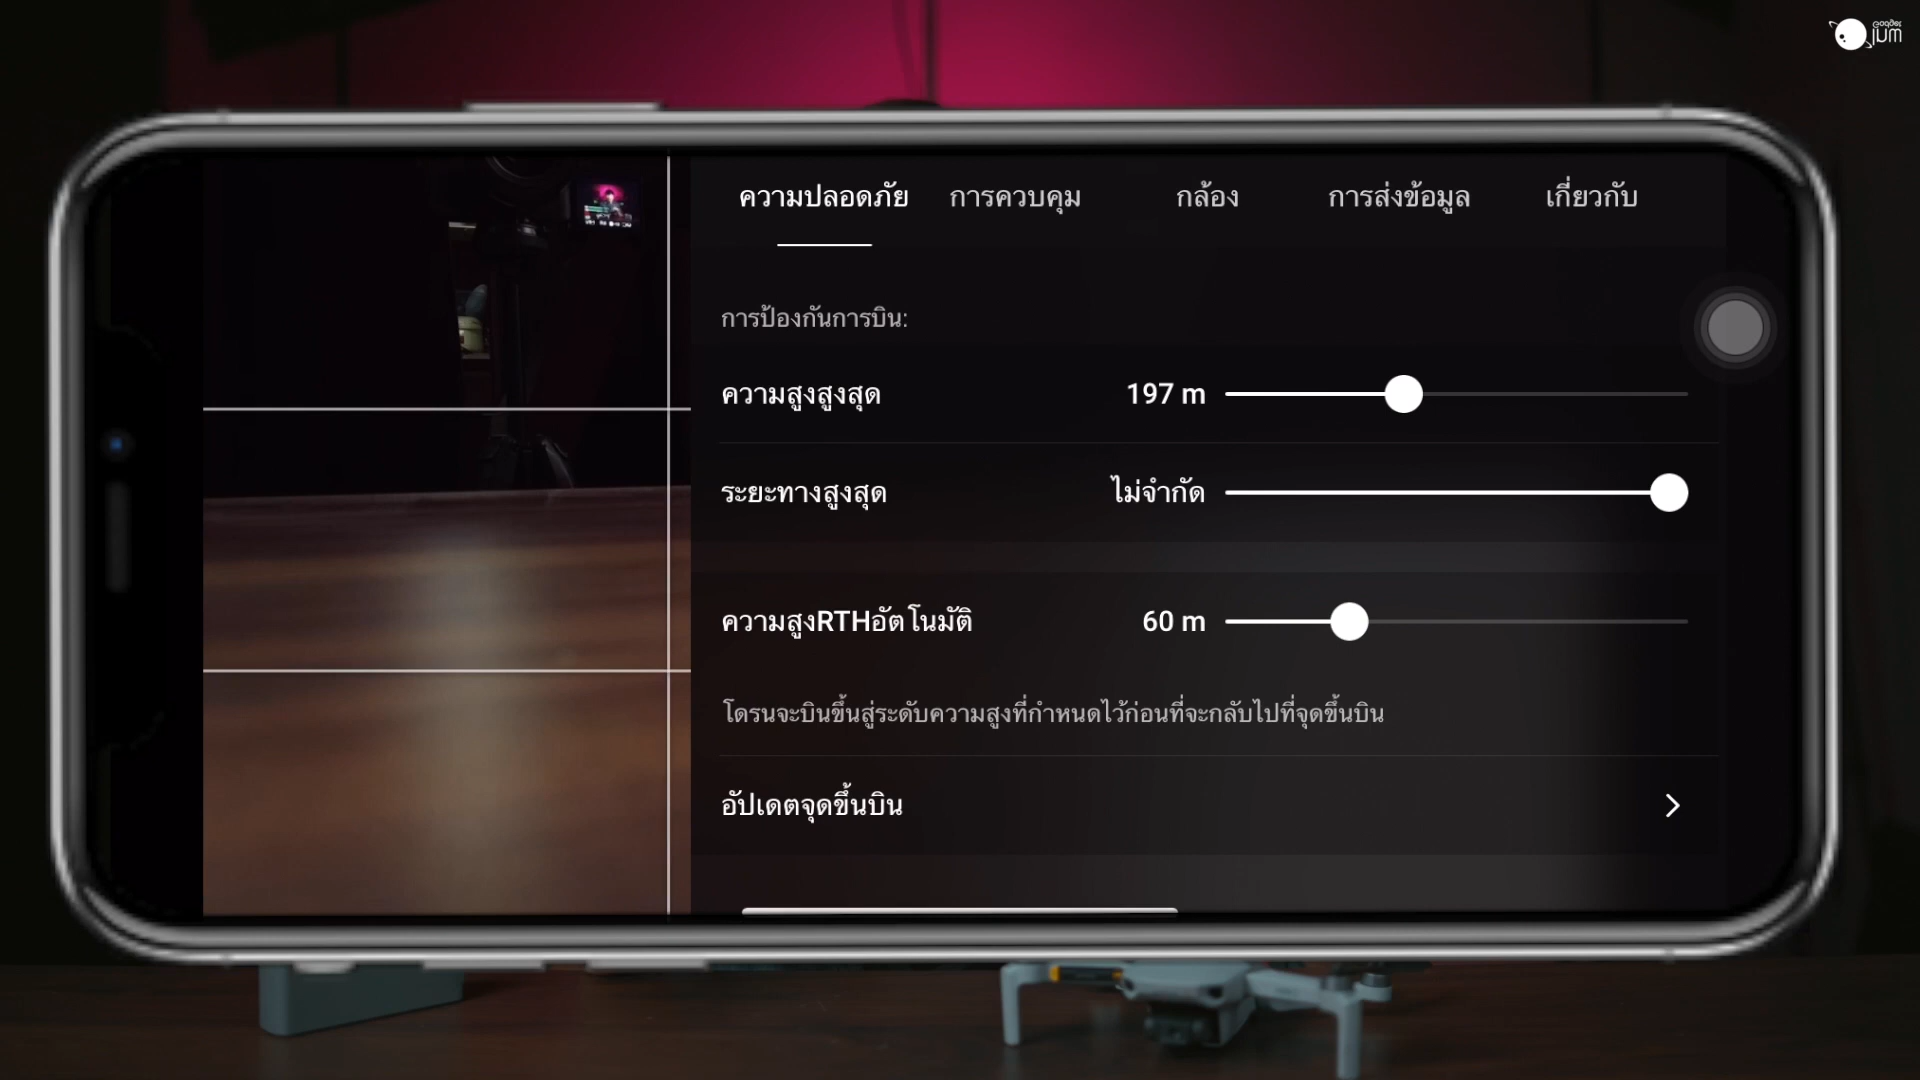 ความปลอดภัย การควบคุม กล้อง การส่งข้อมูล เกี่ยวกับ
การป้องกันการบิน:
ความสูงสูงสุด 197 m
ระยะทางสูงสุด ไม่จำกัด
ความสูงRTHอัตโนมัติ 60 m
โดรนจะบินขึ้นสู่ระดับความสูงที่กำหนดไว้ก่อนที่จะกลับไปที่จุดขึ้นบิน
อัปเดตจุดขึ้นบิน